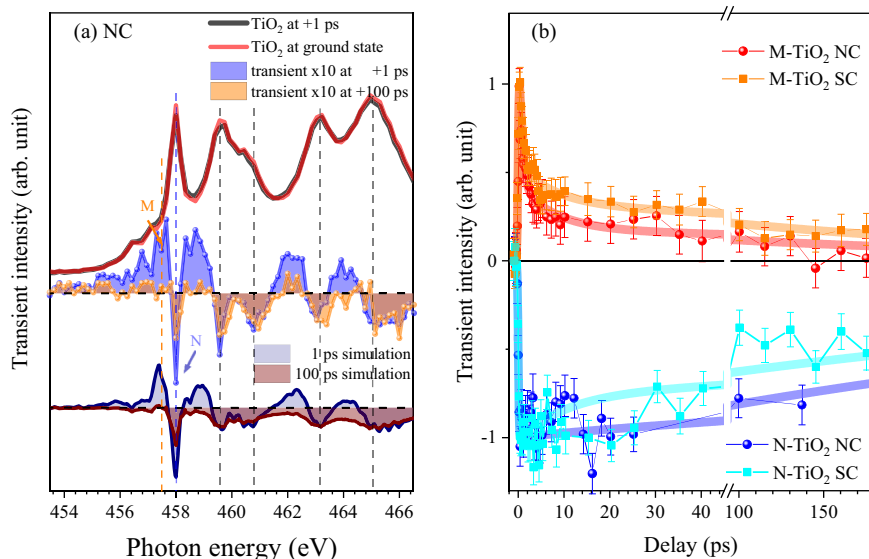 (a) NC
TiO2 at +1 ps
TiO2 at ground state
transient x10 at +1 ps
transient x10 at +100 ps
M
N
1 ps simulation
100 ps simulation
Transient intensity (arb. unit)
454 456 458 460 462 464 466
Photon energy (eV)
(b)
M-TiO2 NC
M-TiO2 SC
1
0
-1
N-TiO2 NC
N-TiO2 SC
Transient intensity (arb. unit)
0 10 20 30 40 100 150
Delay (ps)